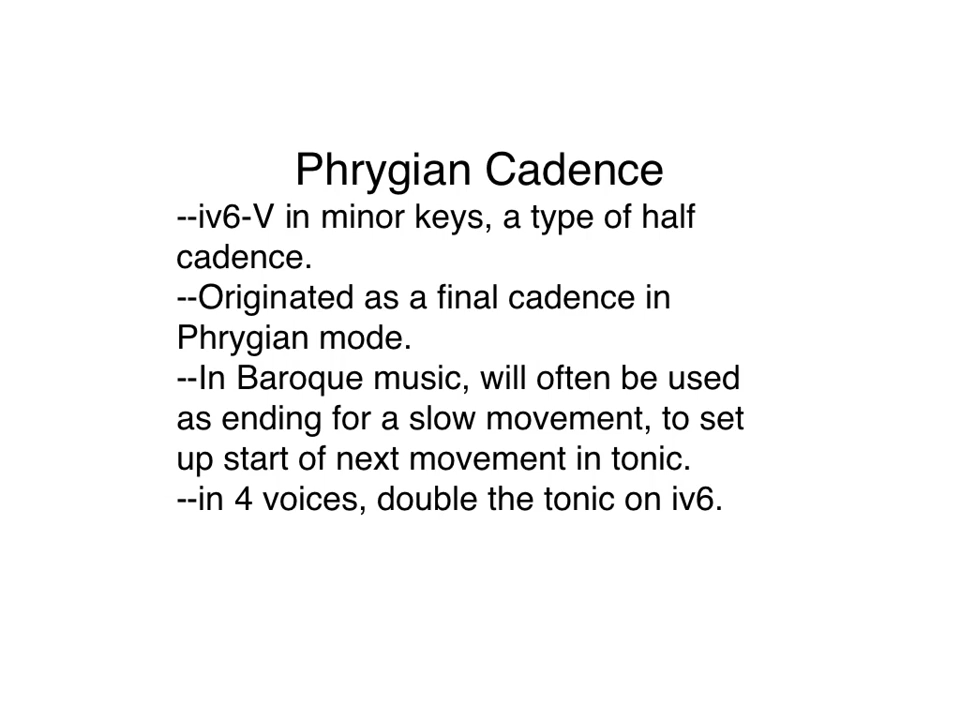 Phrygian Cadence
--iv6-V in minor keys, a type of half
cadence.
--Originated as a final cadence in
Phrygian mode.
--In Baroque music, will often be used
as ending for a slow movement, to set
up start of next movement in tonic.
--in 4 voices, double the tonic on iv6.